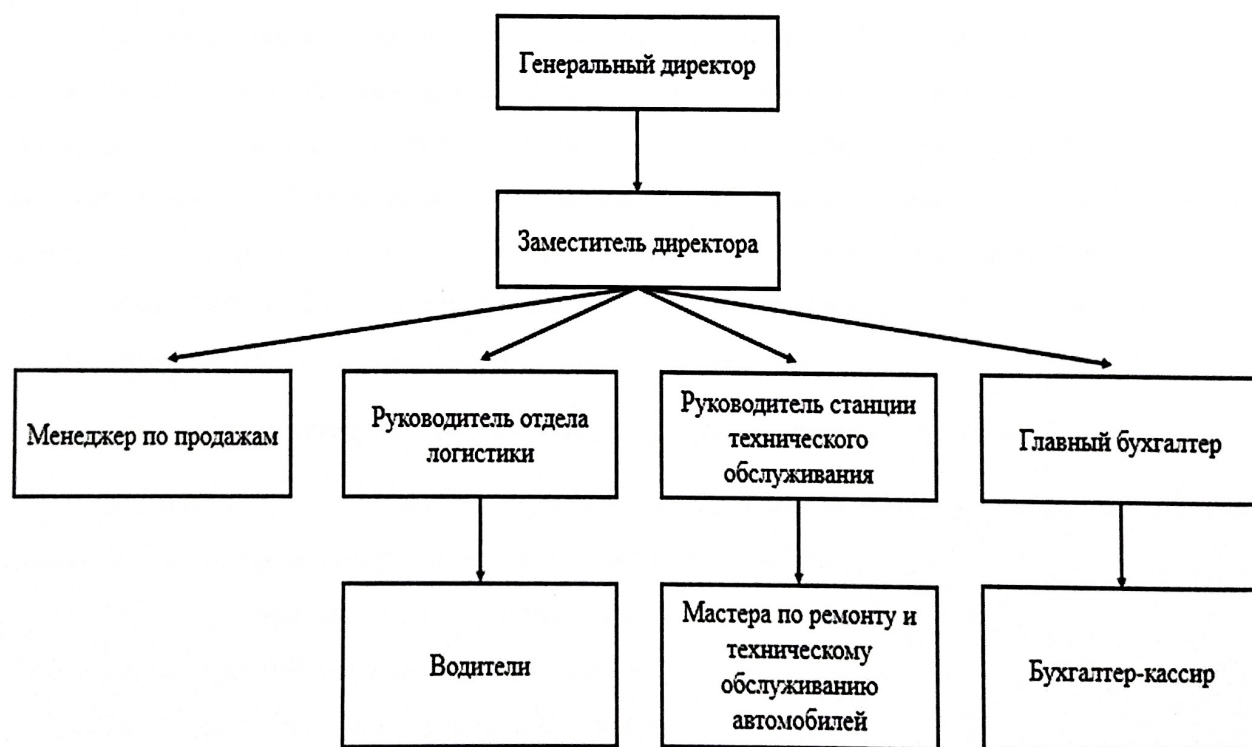 Генеральный директор
Заместитель директора
Менеджер по продажам
Руководитель отдела
логистики
Руководитель станции
технического
обслуживания
Главный бухгалтер
Водители
Мастера по ремонту и
техническому
обслуживанию
автомобилей
Бухгалтер-кассир